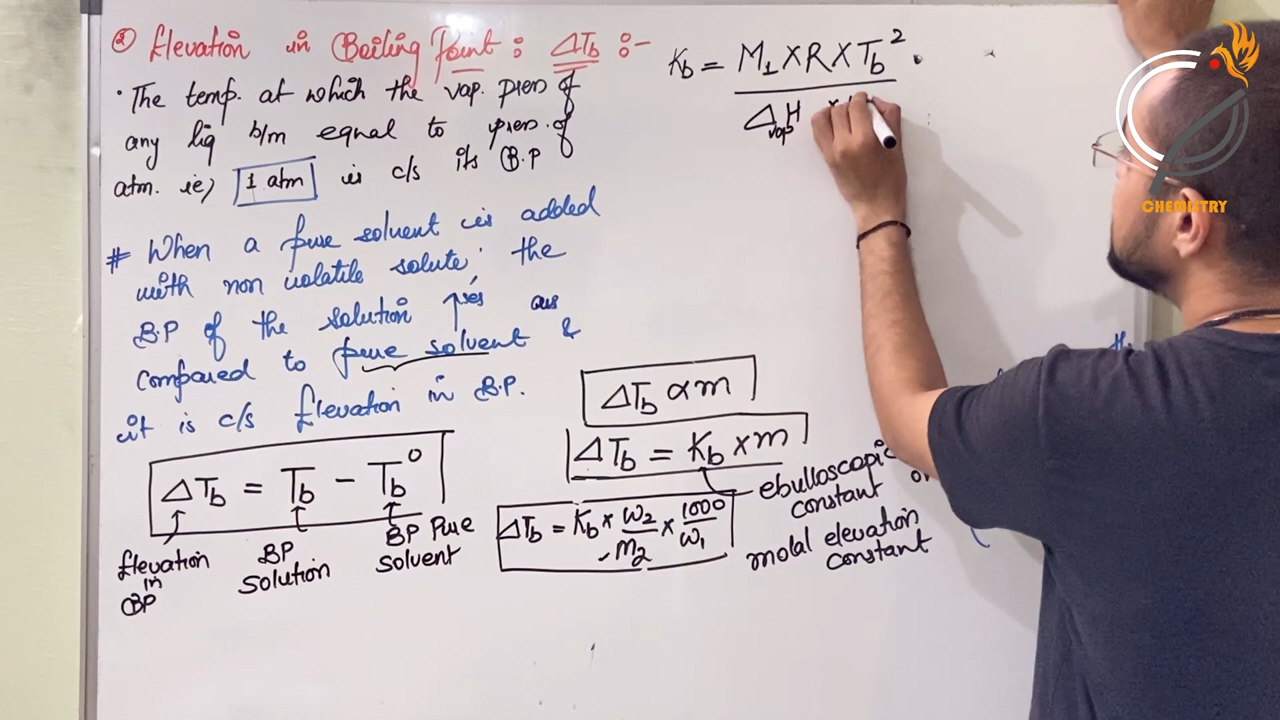 ② Elevation in Boiling Point : ΔTb :-
· The temp. at which the vap. pres of
any liq b/m equal to pres. of
atm. ie) 1 atm is c/s its B.P
# When a pure solvent is added
with non volatile solute, the
B.P of the solution ↑ses as
compared to pure solvent &
it is c/s Elevation in B.P.
ΔTb = Tb - Tb⁰
Elevation in BP
BP solution
BP Pure solvent
ΔTb ∝ m
ΔTb = Kb × m
ebullioscopic
constant or
molal elevation
constant
ΔTb = Kb × W2/M2 × 1000/W1
Kb = M1 × R × Tb²
ΔvapH ×
CHEMISTRY